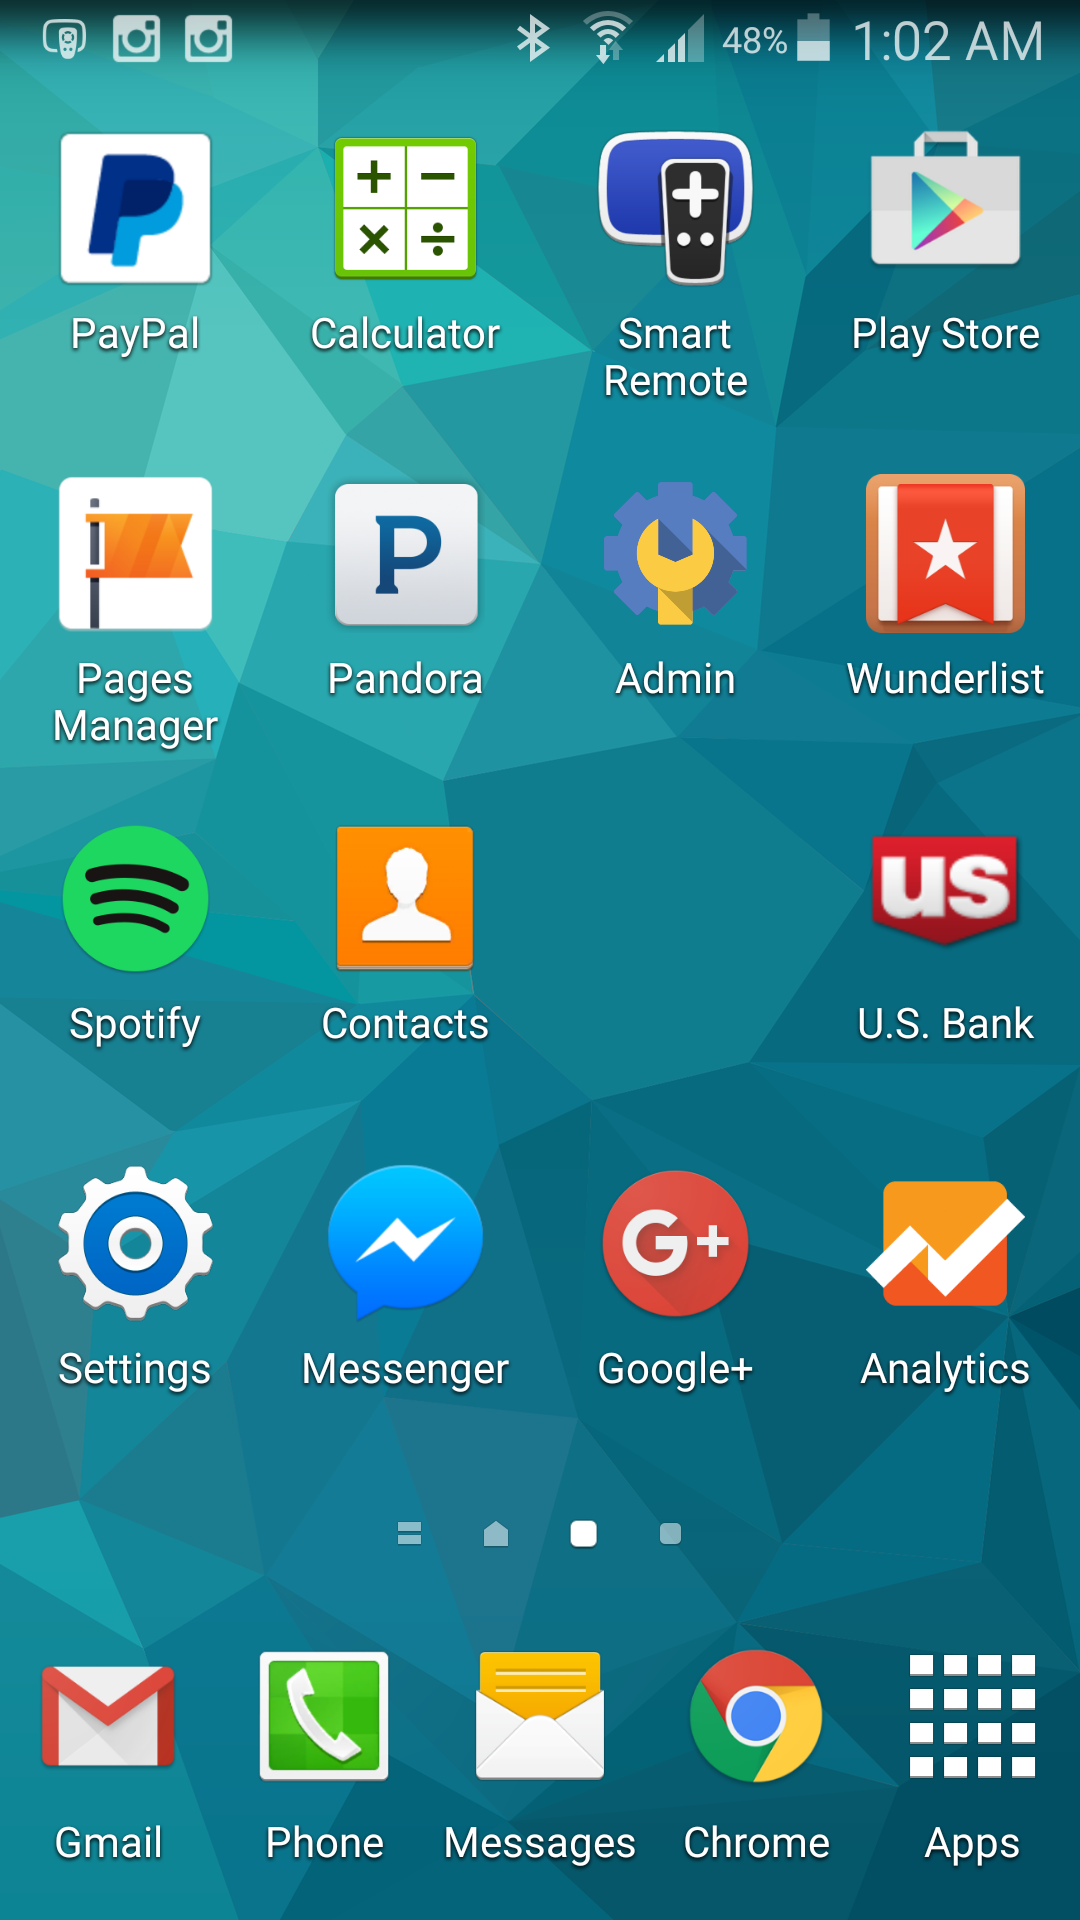 48% 1:02 AM
PayPal Calculator Smart Remote Play Store
Pages Manager Pandora Admin Wunderlist
us
Spotify Contacts U.S. Bank
G+
Settings Messenger Google+ Analytics
Gmail Phone Messages Chrome Apps